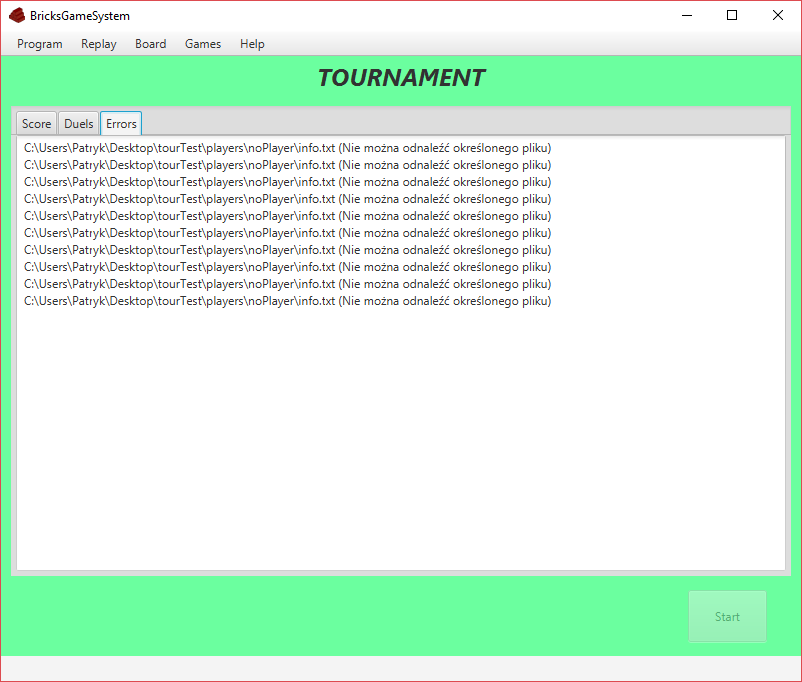 BricksGameSystem
Program Replay Board Games Help
TOURNAMENT
Score Duels Errors
C:\Users\Patryk\Desktop\tourTest\players\noPlayer\info.txt (Nie można odnaleźć określonego pliku)
C:\Users\Patryk\Desktop\tourTest\players\noPlayer\info.txt (Nie można odnaleźć określonego pliku)
C:\Users\Patryk\Desktop\tourTest\players\noPlayer\info.txt (Nie można odnaleźć określonego pliku)
C:\Users\Patryk\Desktop\tourTest\players\noPlayer\info.txt (Nie można odnaleźć określonego pliku)
C:\Users\Patryk\Desktop\tourTest\players\noPlayer\info.txt (Nie można odnaleźć określonego pliku)
C:\Users\Patryk\Desktop\tourTest\players\noPlayer\info.txt (Nie można odnaleźć określonego pliku)
C:\Users\Patryk\Desktop\tourTest\players\noPlayer\info.txt (Nie można odnaleźć określonego pliku)
C:\Users\Patryk\Desktop\tourTest\players\noPlayer\info.txt (Nie można odnaleźć określonego pliku)
C:\Users\Patryk\Desktop\tourTest\players\noPlayer\info.txt (Nie można odnaleźć określonego pliku)
C:\Users\Patryk\Desktop\tourTest\players\noPlayer\info.txt (Nie można odnaleźć określonego pliku)
Start